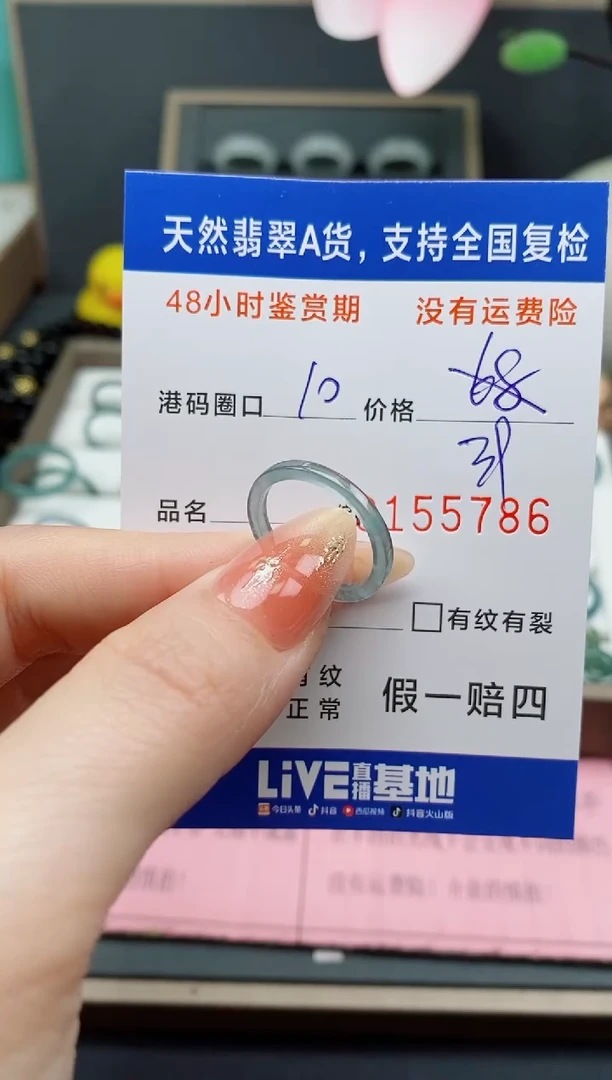 天然翡翠A货，支持全国复检
48小时鉴赏期 没有运费险
港码圈口 10 价格 68
39
品名 155786
□有纹有裂
纹
正常 假一赔四
LiVE直播基地
今日头条 抖音 西瓜视频 抖音火山版